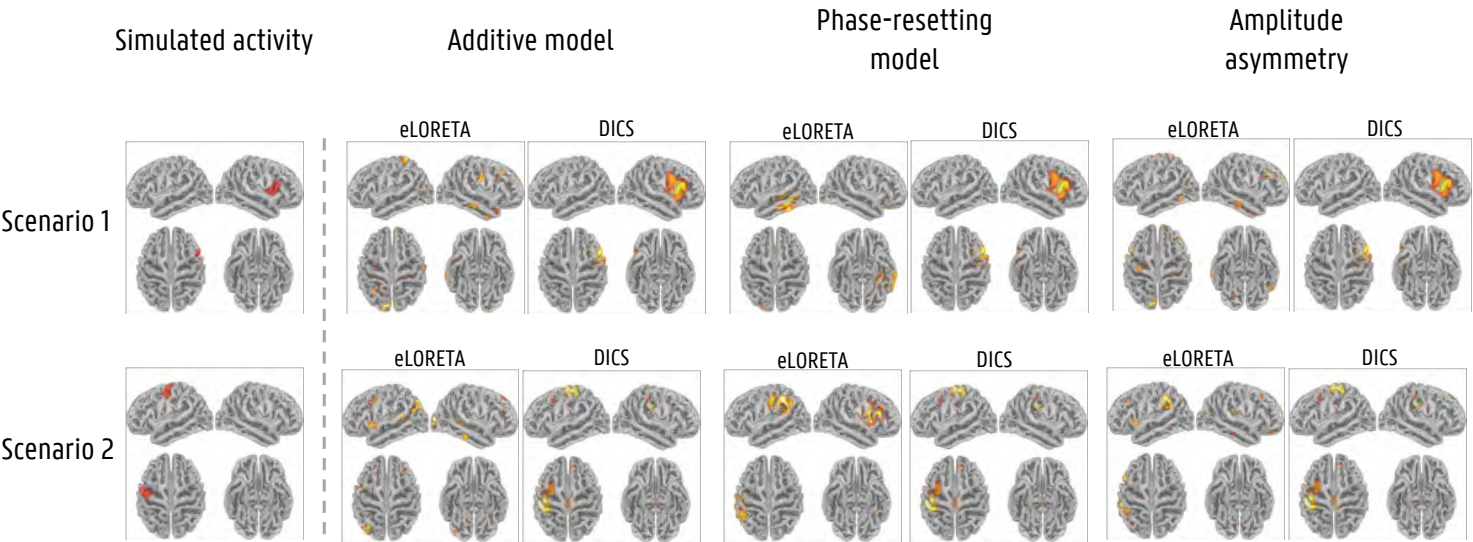 Simulated activity
Additive model
Phase-resetting
model
Amplitude
asymmetry
eLORETA
DICS
eLORETA
DICS
eLORETA
DICS
Scenario 1
eLORETA
DICS
eLORETA
DICS
eLORETA
DICS
Scenario 2